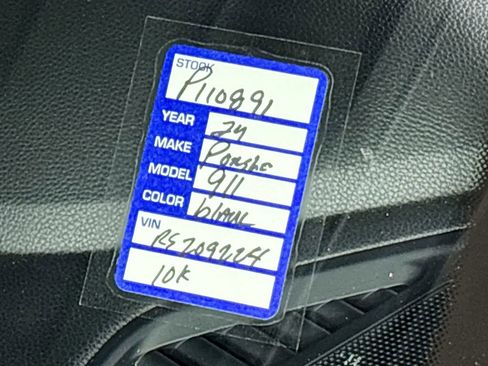 STOCK
P110891
YEAR 24
MAKE Porsche
MODEL 911
COLOR black
VIN
RS209224
10K